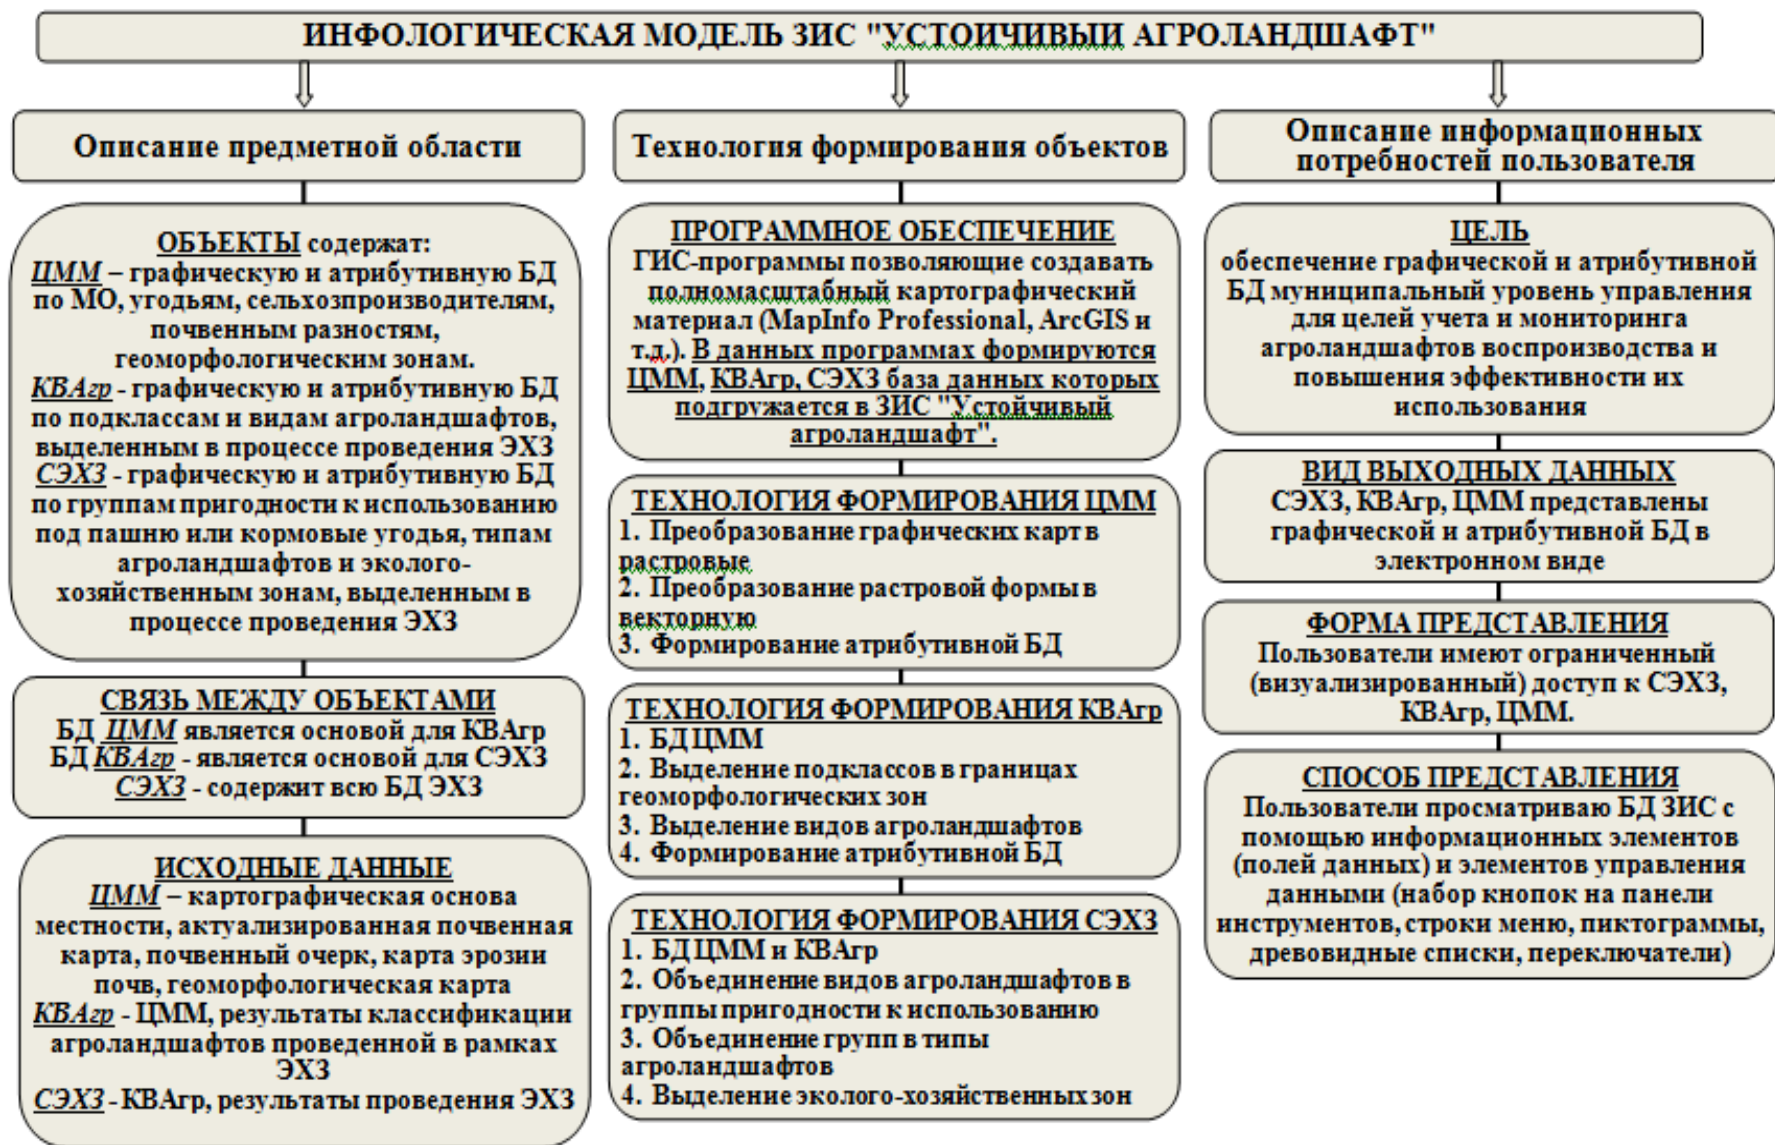 ИНФОЛОГИЧЕСКАЯ МОДЕЛЬ ЗИС "УСТОЙЧИВЫЙ АГРОЛАНДШАФТ"
Описание предметной области
ОБЪЕКТЫ содержат:
ЦММ – графическую и атрибутивную БД
по МО, угодьям, сельхозпроизводителям,
почвенным разностям,
геоморфологическим зонам.
КВАгр - графическую и атрибутивную БД
по подклассам и видам агроландшафтов,
выделенным в процессе проведения ЭХЗ
СЭХЗ - графическую и атрибутивную БД
по группам пригодности к использованию
под пашню или кормовые угодья, типам
агроландшафтов и эколого-
хозяйственным зонам, выделенным в
процессе проведения ЭХЗ
СВЯЗЬ МЕЖДУ ОБЪЕКТАМИ
БД ЦММ является основой для КВАгр
БД КВАгр - является основой для СЭХЗ
СЭХЗ - содержит всю БД ЭХЗ
ИСХОДНЫЕ ДАННЫЕ
ЦММ – картографическая основа
местности, актуализированная почвенная
карта, почвенный очерк, карта эрозии
почв, геоморфологическая карта
КВАгр - ЦММ, результаты классификации
агроландшафтов проведенной в рамках
ЭХЗ
СЭХЗ - КВАгр, результаты проведения ЭХЗ
Технология формирования объектов
ПРОГРАММНОЕ ОБЕСПЕЧЕНИЕ
ГИС-программы позволяющие создавать
полномасштабный картографический
материал (MapInfo Professional, ArcGIS и
т.д.). В данных программах формируются
ЦММ, КВАгр, СЭХЗ база данных которых
подгружается в ЗИС "Устойчивый
агроландшафт".
ТЕХНОЛОГИЯ ФОРМИРОВАНИЯ ЦММ
1. Преобразование графических карт в
растровые
2. Преобразование растровой формы в
векторную
3. Формирование атрибутивной БД
ТЕХНОЛОГИЯ ФОРМИРОВАНИЯ КВАгр
1. БД ЦММ
2. Выделение подклассов в границах
геоморфологических зон
3. Выделение видов агроландшафтов
4. Формирование атрибутивной БД
ТЕХНОЛОГИЯ ФОРМИРОВАНИЯ СЭХЗ
1. БД ЦММ и КВАгр
2. Объединение видов агроландшафтов в
группы пригодности к использованию
3. Объединение групп в типы
агроландшафтов
4. Выделение эколого-хозяйственных зон
Описание информационных
потребностей пользователя
ЦЕЛЬ
обеспечение графической и атрибутивной
БД муниципальный уровень управления
для целей учета и мониторинга
агроландшафтов воспроизводства и
повышения эффективности их
использования
ВИД ВЫХОДНЫХ ДАННЫХ
СЭХЗ, КВАгр, ЦММ представлены
графической и атрибутивной БД в
электронном виде
ФОРМА ПРЕДСТАВЛЕНИЯ
Пользователи имеют ограниченный
(визуализированный) доступ к СЭХЗ,
КВАгр, ЦММ.
СПОСОБ ПРЕДСТАВЛЕНИЯ
Пользователи просматриваю БД ЗИС с
помощью информационных элементов
(полей данных) и элементов управления
данными (набор кнопок на панели
инструментов, строки меню, пиктограммы,
древовидные списки, переключатели)